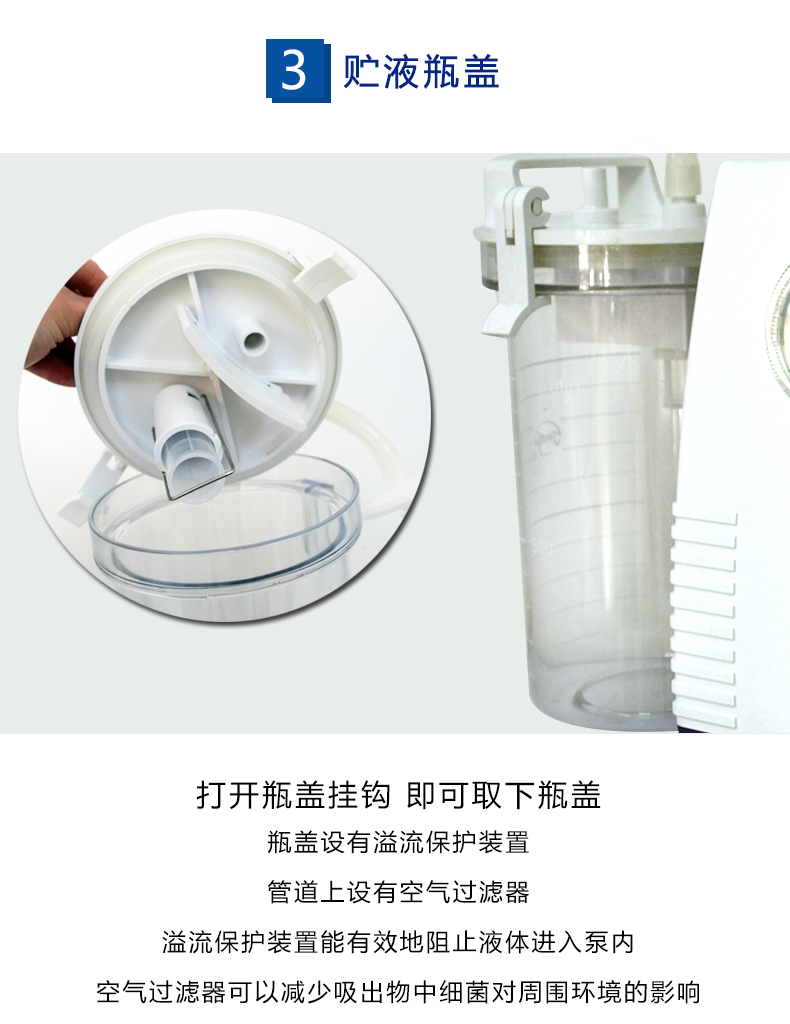 3 贮液瓶盖
打开瓶盖挂钩 即可取下瓶盖
瓶盖设有溢流保护装置
管道上设有空气过滤器
溢流保护装置能有效地阻止液体进入泵内
空气过滤器可以减少吸出物中细菌对周围环境的影响